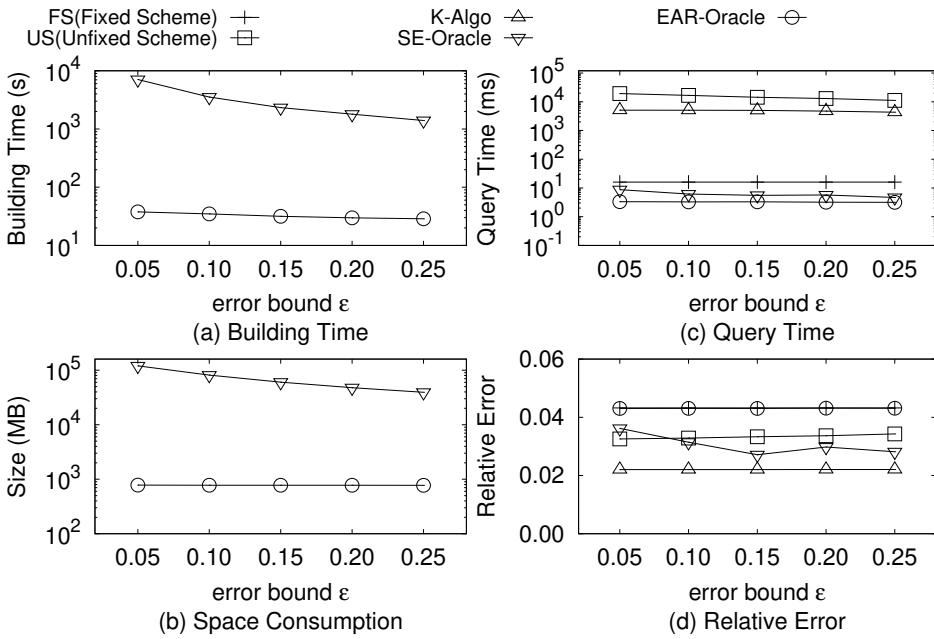 FS(Fixed Scheme)
US(Unfixed Scheme)
K-Algo
SE-Oracle
EAR-Oracle
Building Time (s)
10^4
10^3
10^2
10^1
0.05 0.10 0.15 0.20 0.25
error bound ε
(a) Building Time
Query Time (ms)
10^5
10^4
10^3
10^2
10^1
10^0
10^-1
0.05 0.10 0.15 0.20 0.25
error bound ε
(c) Query Time
Size (MB)
10^5
10^4
10^3
10^2
0.05 0.10 0.15 0.20 0.25
error bound ε
(b) Space Consumption
Relative Error
0.06
0.04
0.02
0.00
0.05 0.10 0.15 0.20 0.25
error bound ε
(d) Relative Error